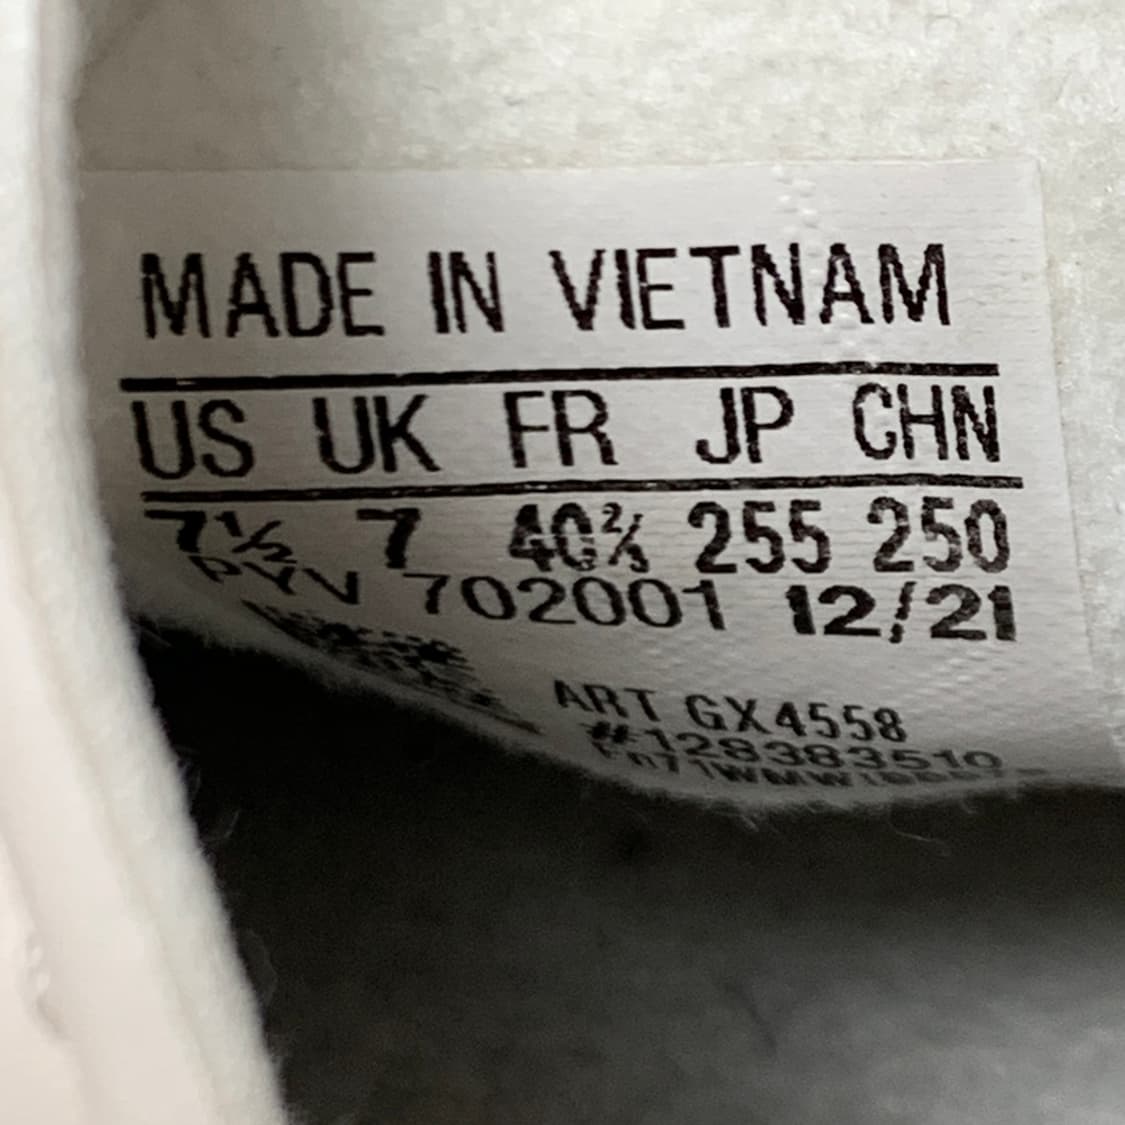 MADE IN VIETNAM
US UK FR JP CHN
7½ 7 40⅔ 255 250
PYV 702001 12/21
ART GX4558
#128383510